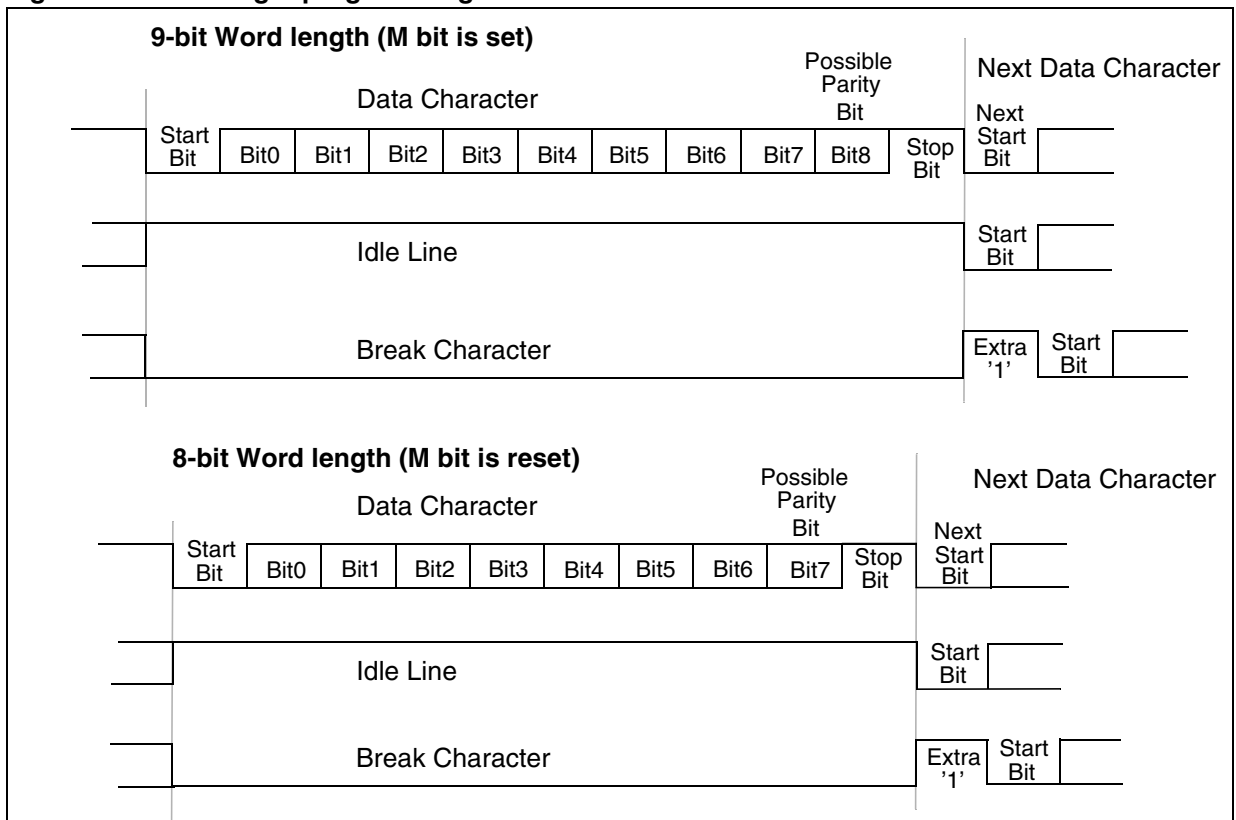 9-bit Word length (M bit is set)
Possible
Parity
Bit
Next Data Character
Data Character
Next
Start
Bit
Start
Bit
Bit0
Bit1
Bit2
Bit3
Bit4
Bit5
Bit6
Bit7
Bit8
Stop
Bit
Idle Line
Start
Bit
Break Character
Extra
'1'
Start
Bit
8-bit Word length (M bit is reset)
Possible
Parity
Bit
Next Data Character
Data Character
Next
Start
Bit
Start
Bit
Bit0
Bit1
Bit2
Bit3
Bit4
Bit5
Bit6
Bit7
Stop
Bit
Idle Line
Start
Bit
Break Character
Extra
'1'
Start
Bit